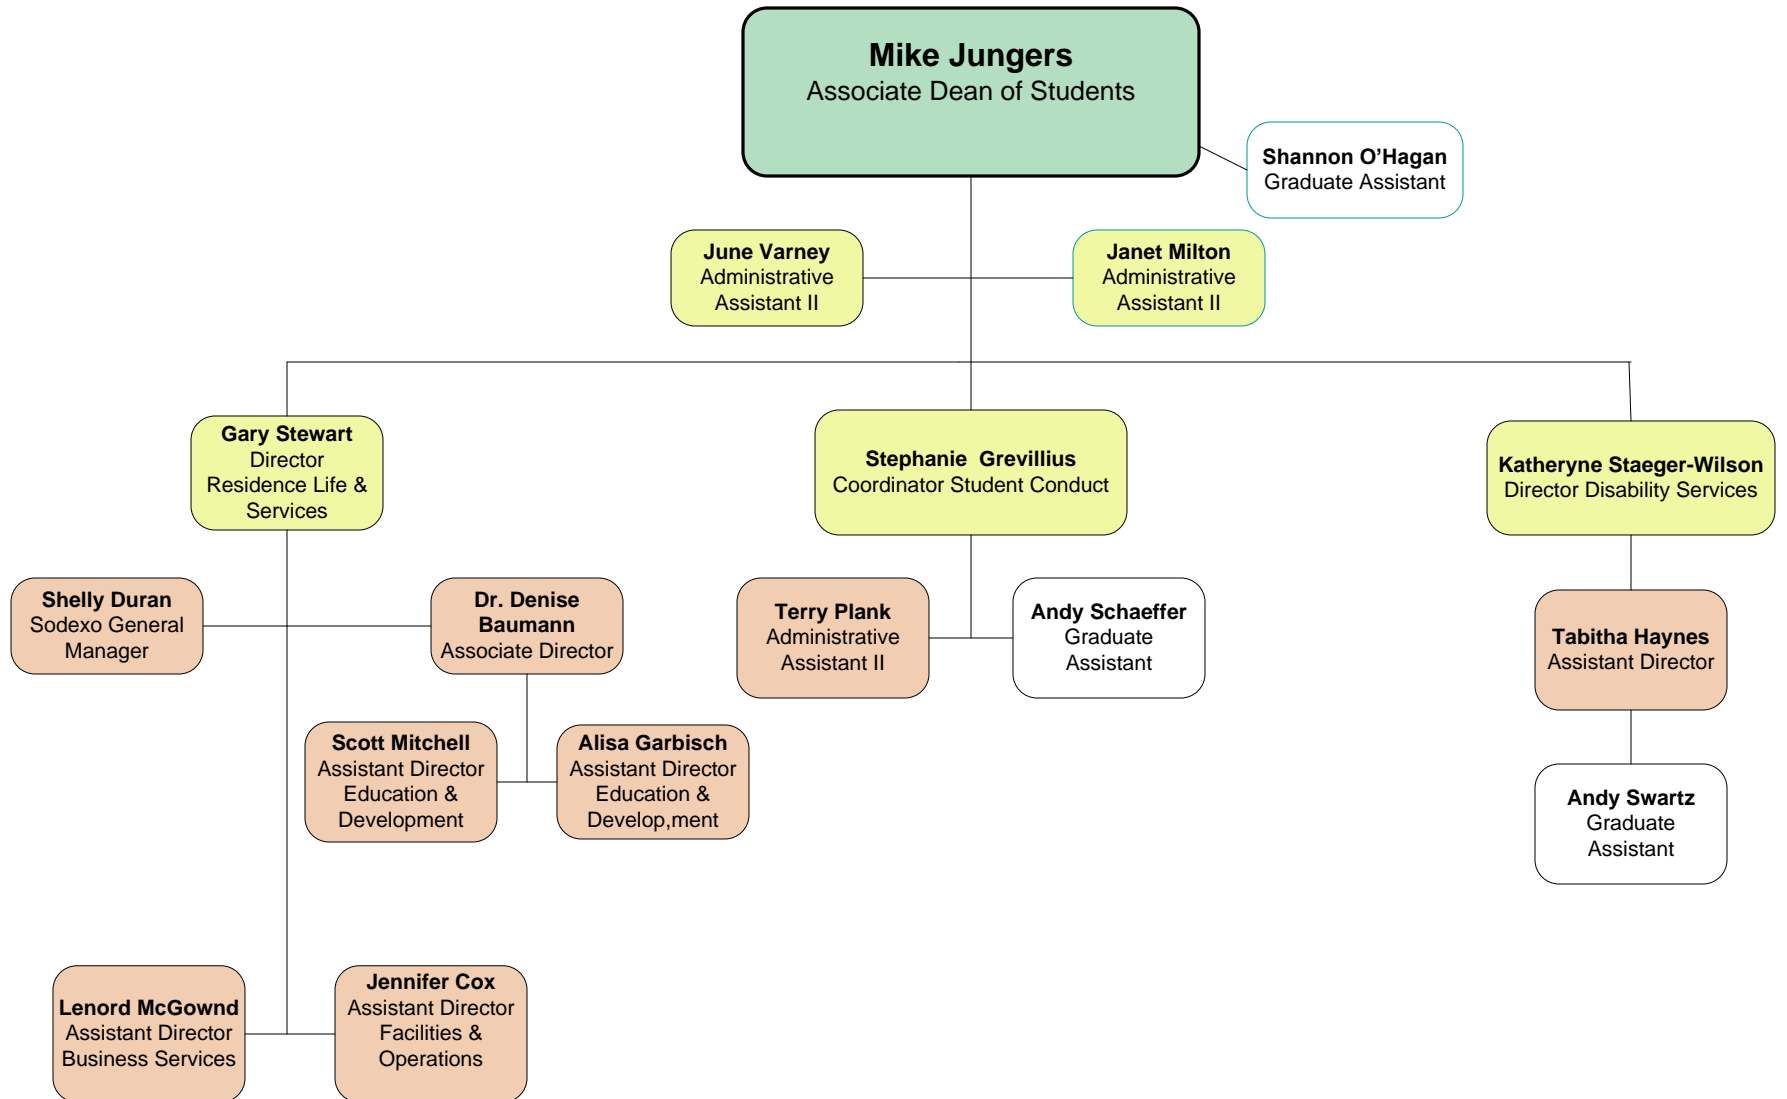 Mike Jungers
Associate Dean of Students
Shannon O’Hagan
Graduate Assistant
June Varney
Administrative
Assistant II
Janet Milton
Administrative
Assistant II
Gary Stewart
Director
Residence Life &
Services
Stephanie  Grevillius
Coordinator Student Conduct
Katheryne Staeger-Wilson
Director Disability Services
Shelly Duran
Sodexo General
Manager
Dr. Denise
Baumann
Associate Director
Terry Plank
Administrative
Assistant II
Andy Schaeffer
Graduate
Assistant
Tabitha Haynes
Assistant Director
Scott Mitchell
Assistant Director
Education &
Development
Alisa Garbisch
Assistant Director
Education &
Develop,ment
Andy Swartz
Graduate
Assistant
Lenord McGownd
Assistant Director
Business Services
Jennifer Cox
Assistant Director
Facilities &
Operations